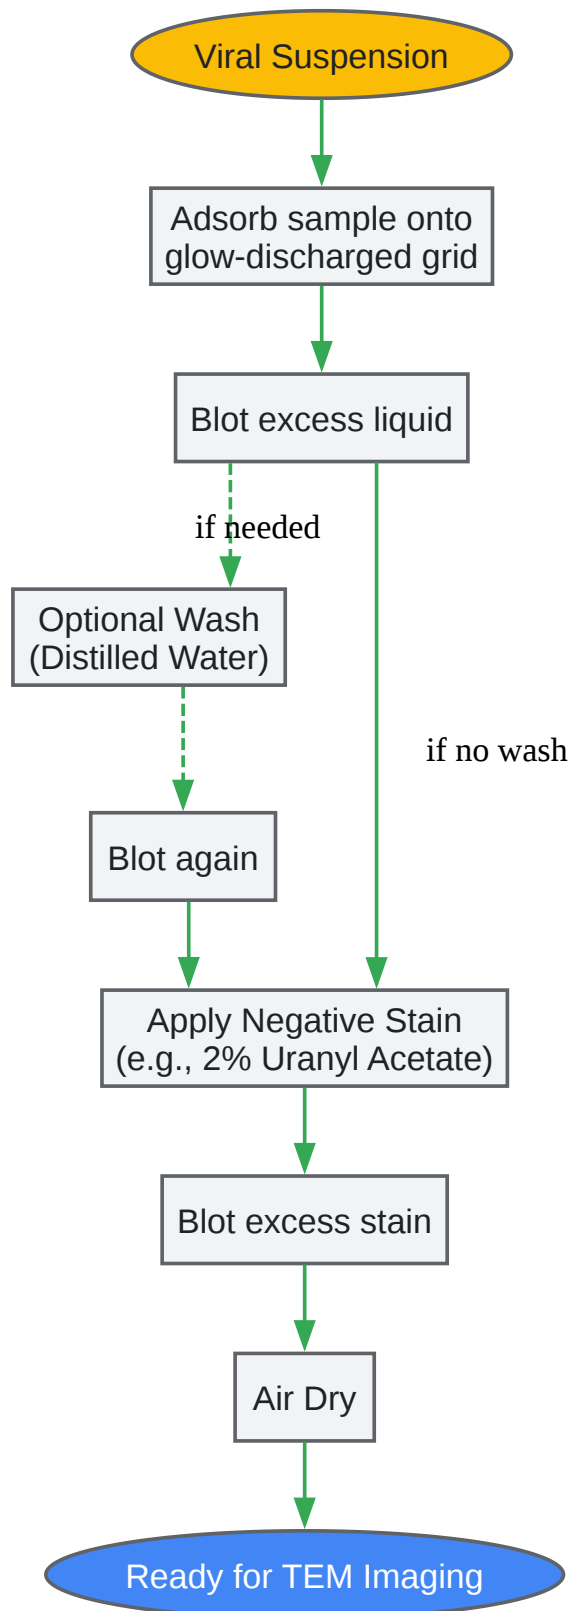 Viral Suspension
Adsorb sample onto
glow-discharged grid
Blot excess liquid
if needed
Optional Wash
(Distilled Water)
if no wash
Blot again
Apply Negative Stain
(e.g., 2% Uranyl Acetate)
Blot excess stain
Air Dry
Ready for TEM Imaging